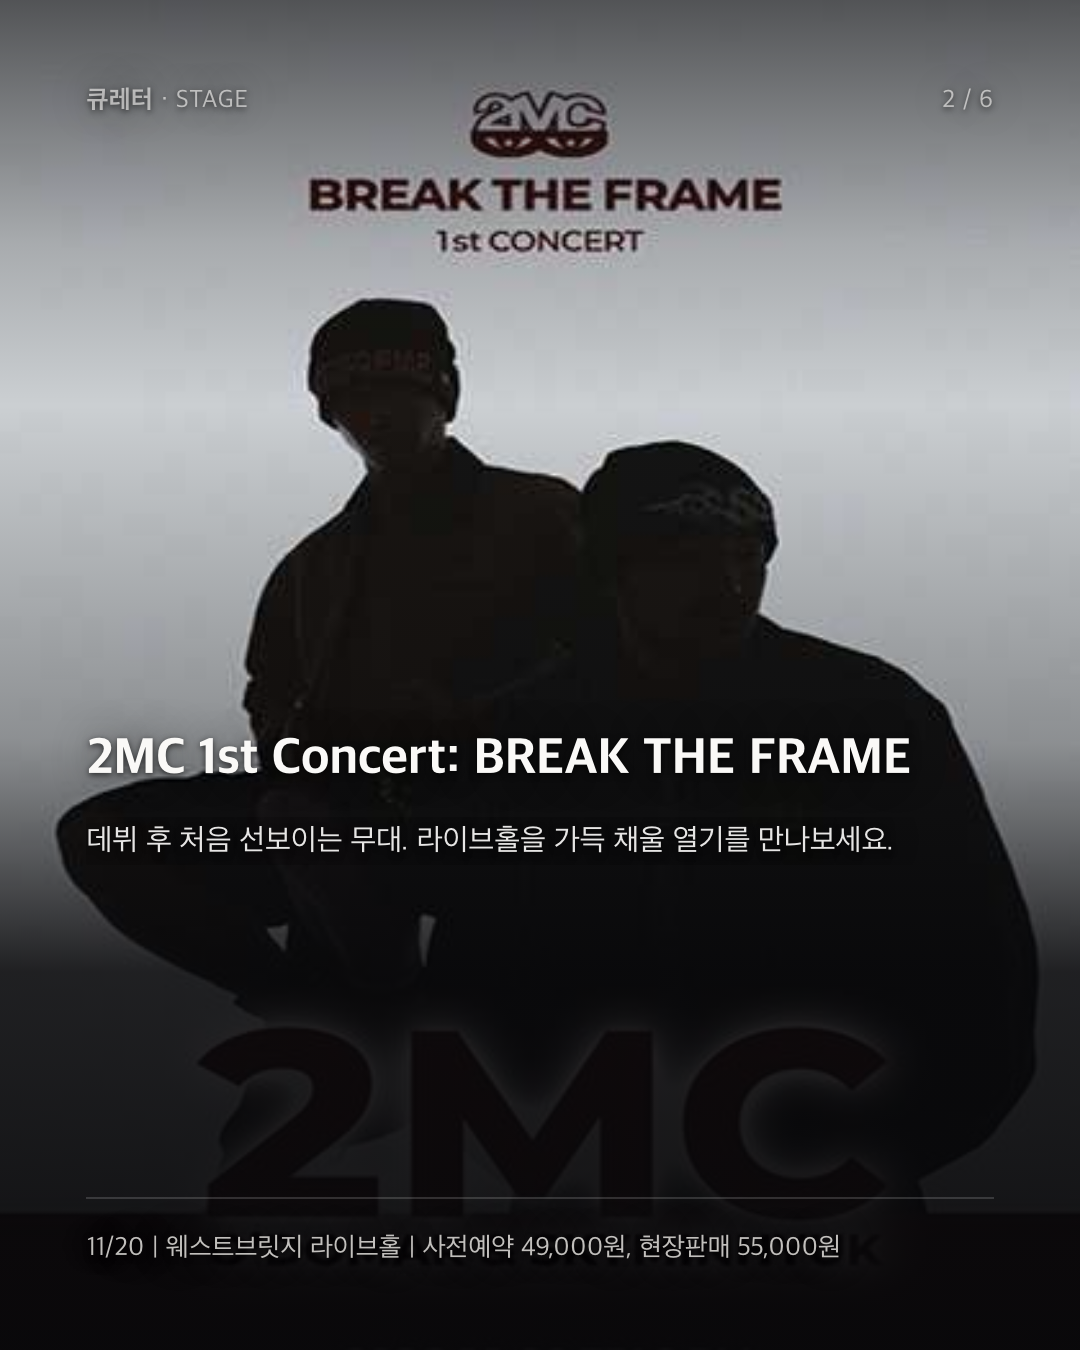 큐레터 · STAGE
2 / 6
2MC
BREAK THE FRAME
1st CONCERT
2MC 1st Concert: BREAK THE FRAME
데뷔 후 처음 선보이는 무대. 라이브홀을 가득 채울 열기를 만나보세요.
2MC
11/20 | 웨스트브릿지 라이브홀 | 사전예약 49,000원, 현장판매 55,000원